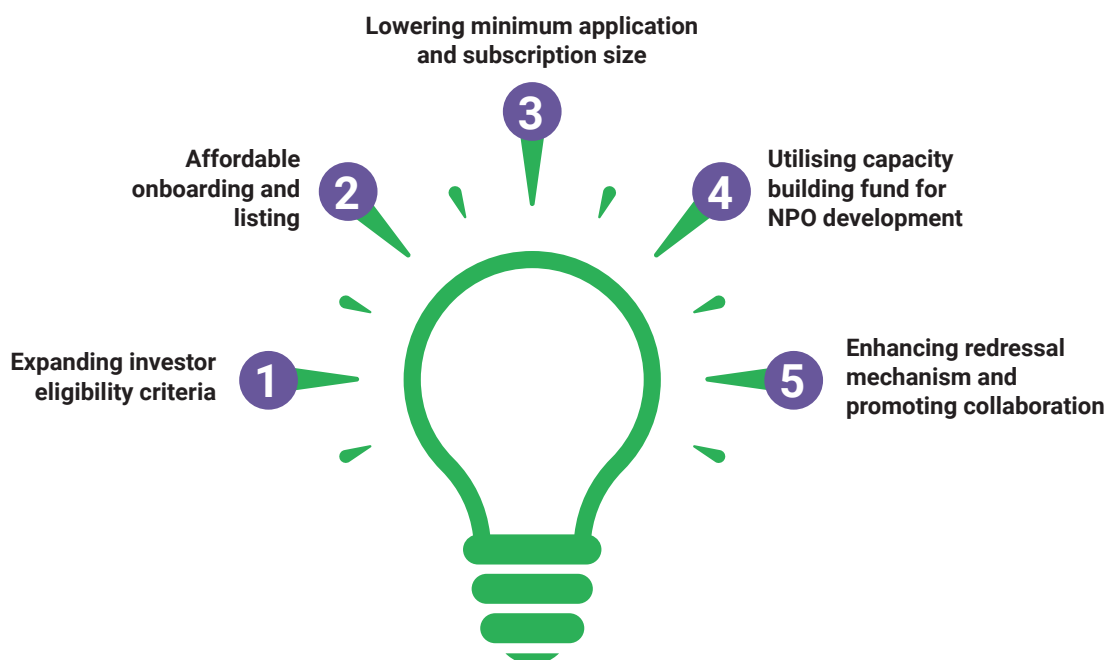 Lowering minimum application
and subscription size
3
Affordable
onboarding and
listing
2
4
Utilising capacity
building fund for
NPO development
Expanding investor
eligibility criteria
1
5
Enhancing redressal
mechanism and
promoting collaboration